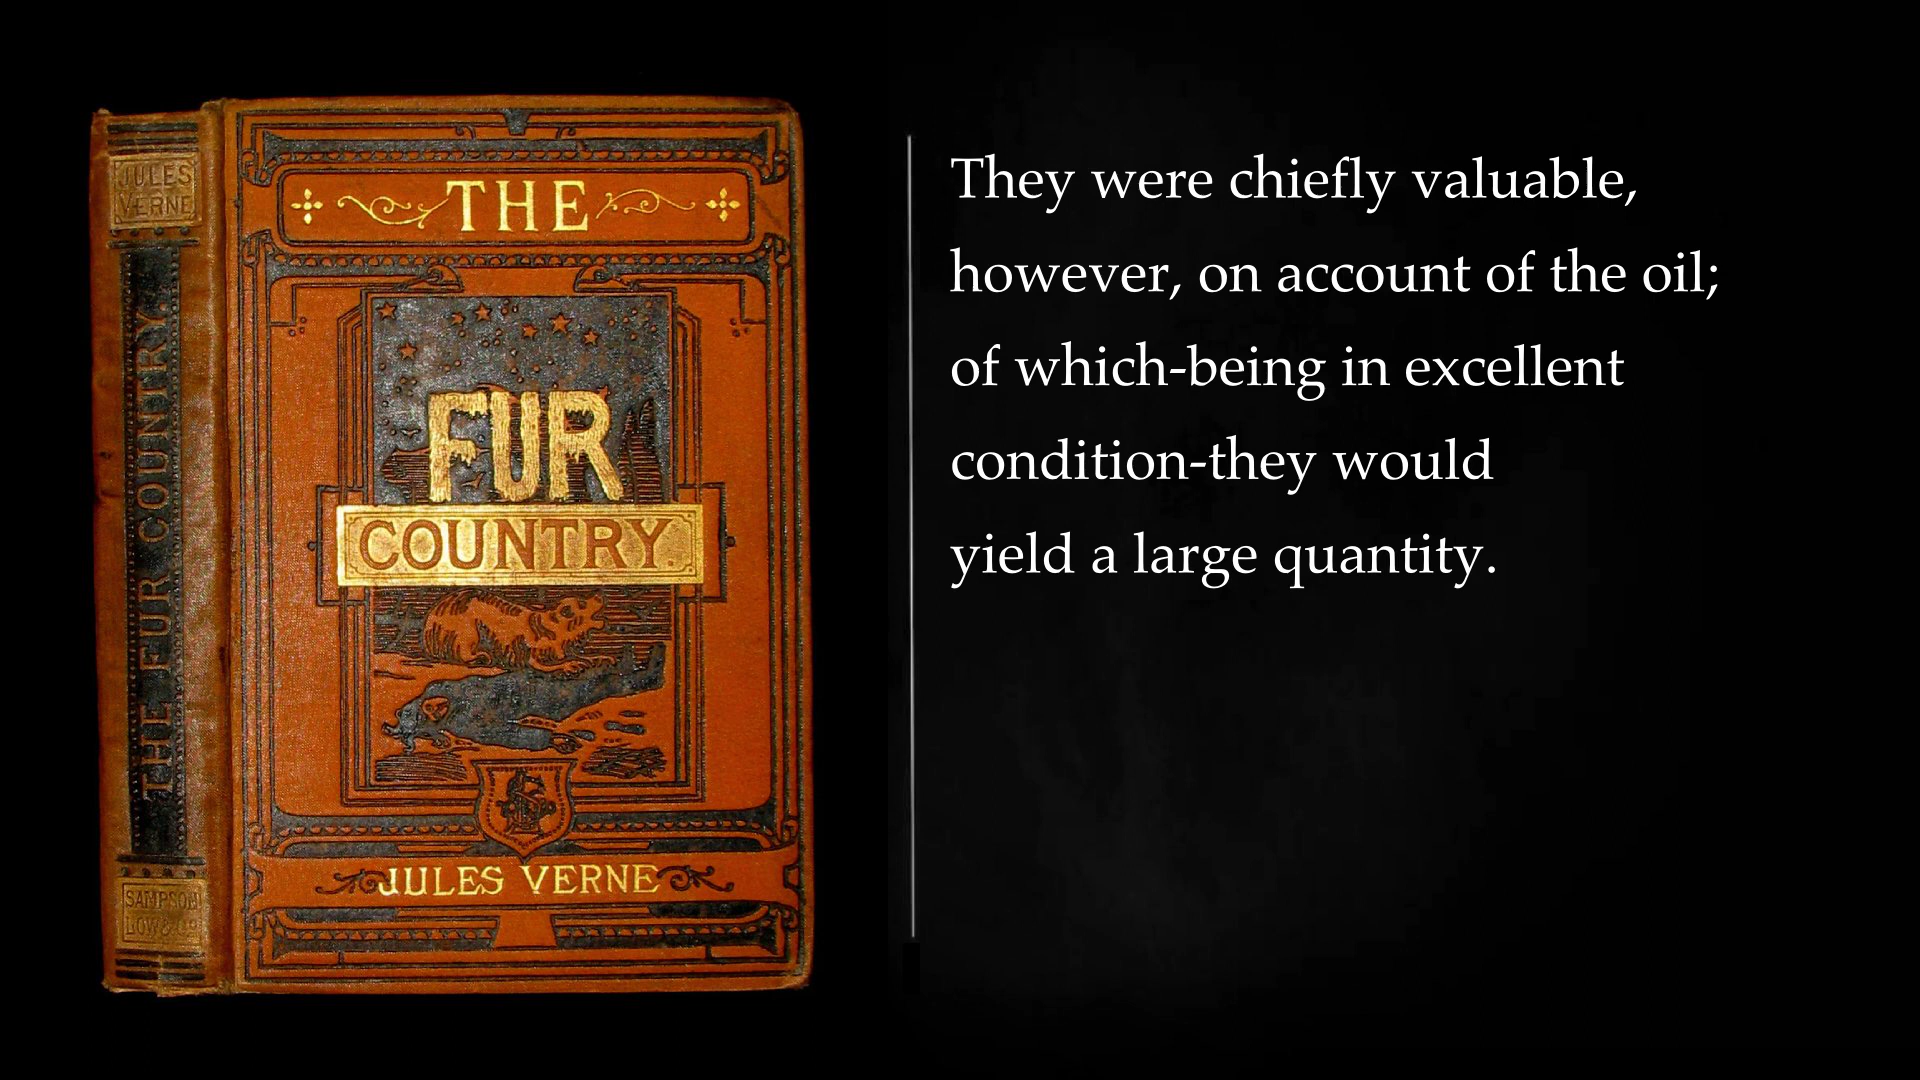 JULES
VERNE
THE FUR COUNTRY.
SAMPSON
LOW & Co
THE
FUR
COUNTRY.
JULES VERNE
They were chiefly valuable,
however, on account of the oil;
of which-being in excellent
condition-they would
yield a large quantity.